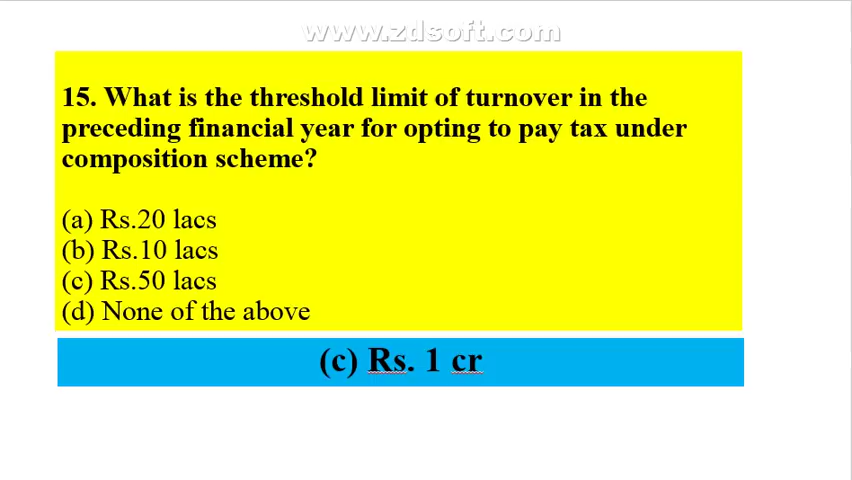 www.zdsoft.com
15. What is the threshold limit of turnover in the
preceding financial year for opting to pay tax under
composition scheme?
(a) Rs.20 lacs
(b) Rs.10 lacs
(c) Rs.50 lacs
(d) None of the above
(c) Rs. 1 cr